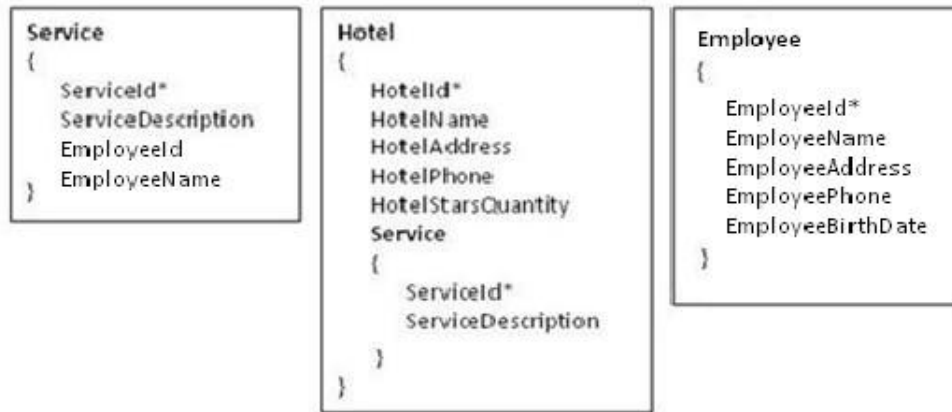 Service
{
ServiceId*
ServiceDescription
EmployeeId
EmployeeName
}
Hotel
{
HotelId*
HotelName
HotelAddress
HotelPhone
HotelStarsQuantity
Service
{
ServiceId*
ServiceDescription
}
}
Employee
{
EmployeeId*
EmployeeName
EmployeeAddress
EmployeePhone
EmployeeBirthDate
}